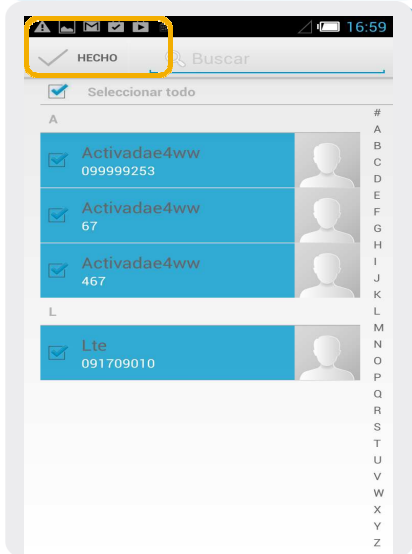 16:59
HECHO
Buscar
Seleccionar todo
A
Activadae4ww
099999253
Activadae4ww
67
Activadae4ww
467
L
Lte
091709010
#
A
B
C
D
E
F
G
H
I
J
K
L
M
N
O
P
Q
R
S
T
U
V
W
X
Y
Z